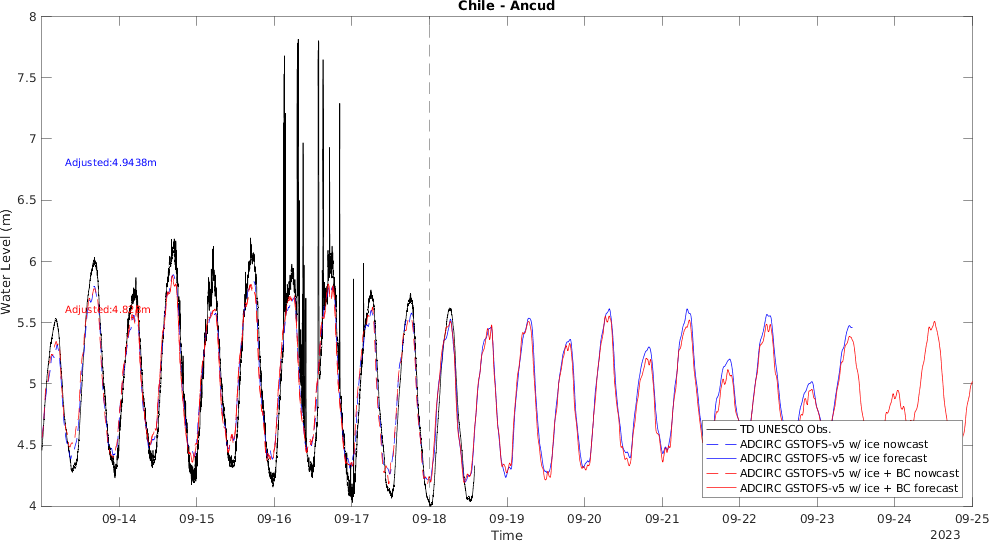 Chile - Ancud
8
7.5
7
6.5
6
5.5
5
4.5
4
Water Level (m)
Adjusted:4.9438m
TD UNESCO Obs.
ADCIRC GSTOFS-v5 w/ ice nowcast
ADCIRC GSTOFS-v5 w/ ice forecast
ADCIRC GSTOFS-v5 w/ ice + BC nowcast
ADCIRC GSTOFS-v5 w/ ice + BC forecast
09-14 09-15 09-16 09-17 09-18 09-19 09-20 09-21 09-22 09-23 09-24 09-25
Time
2023